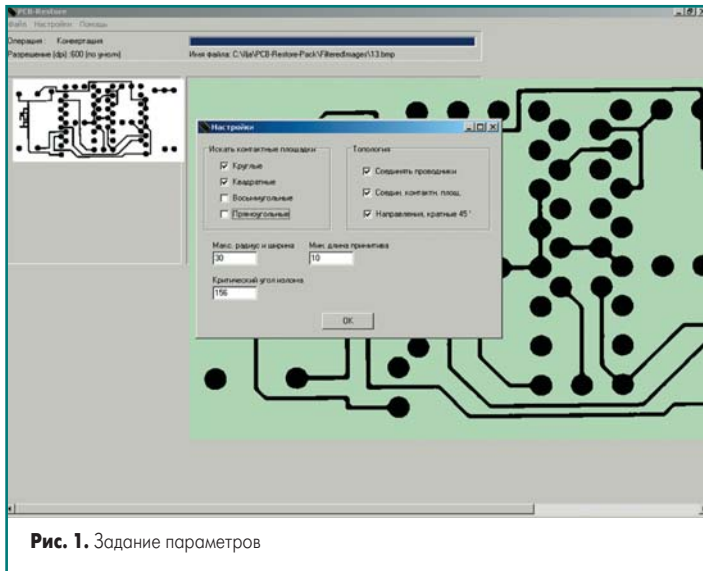 PCB-Restore
Файл Настройки Помощь
Операция : Конвертация
Разрешение (dpi) :600 (по умолч)
Имя файла: C:\Ilja\PCB-Restore-Pack\FilteredImages\13.bmp
Настройки
Искать контактные площадки
Круглые
Квадратные
Восьмиугольные
Прямоугольные
Топология
Соединять проводники
Соедин. контактн. площ.
Направления, кратные 45 °
Макс. радиус и ширина
30
Мин. длина примитива
10
Критический угол излома
156
OK
Рис. 1. Задание параметров